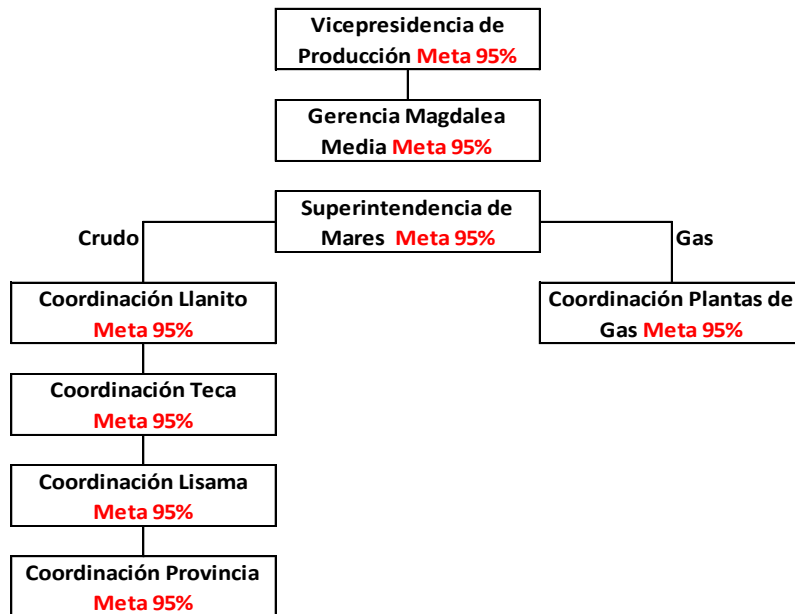 Vicepresidencia de
Producción Meta 95%
Gerencia Magdalea
Media Meta 95%
Superintendencia de
Mares Meta 95%
Crudo
Gas
Coordinación Llanito
Meta 95%
Coordinación Plantas de
Gas Meta 95%
Coordinación Teca
Meta 95%
Coordinación Lisama
Meta 95%
Coordinación Provincia
Meta 95%